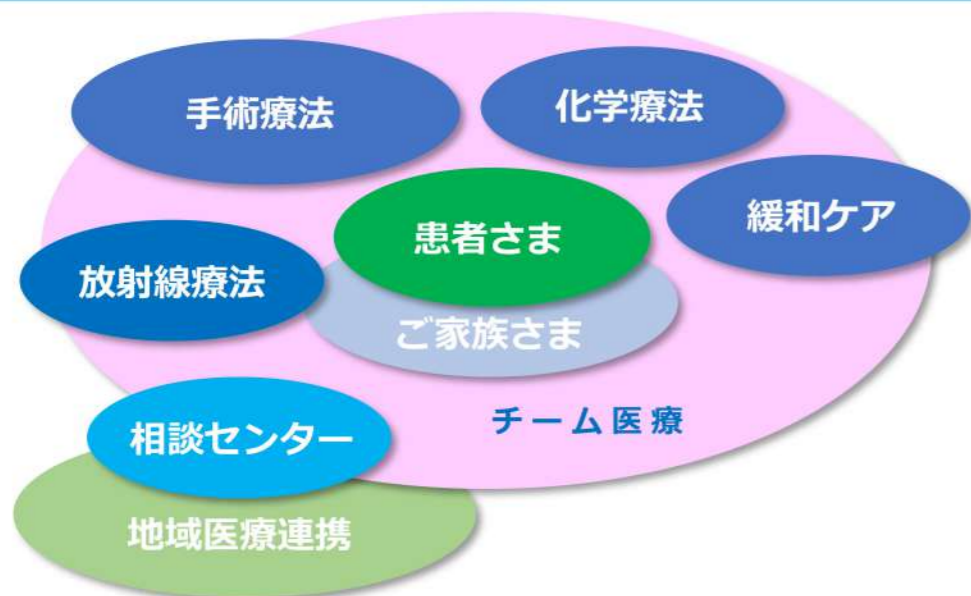 手術療法
化学療法
患者さま
緩和ケア
放射線療法
ご家族さま
チーム医療
相談センター
地域医療連携